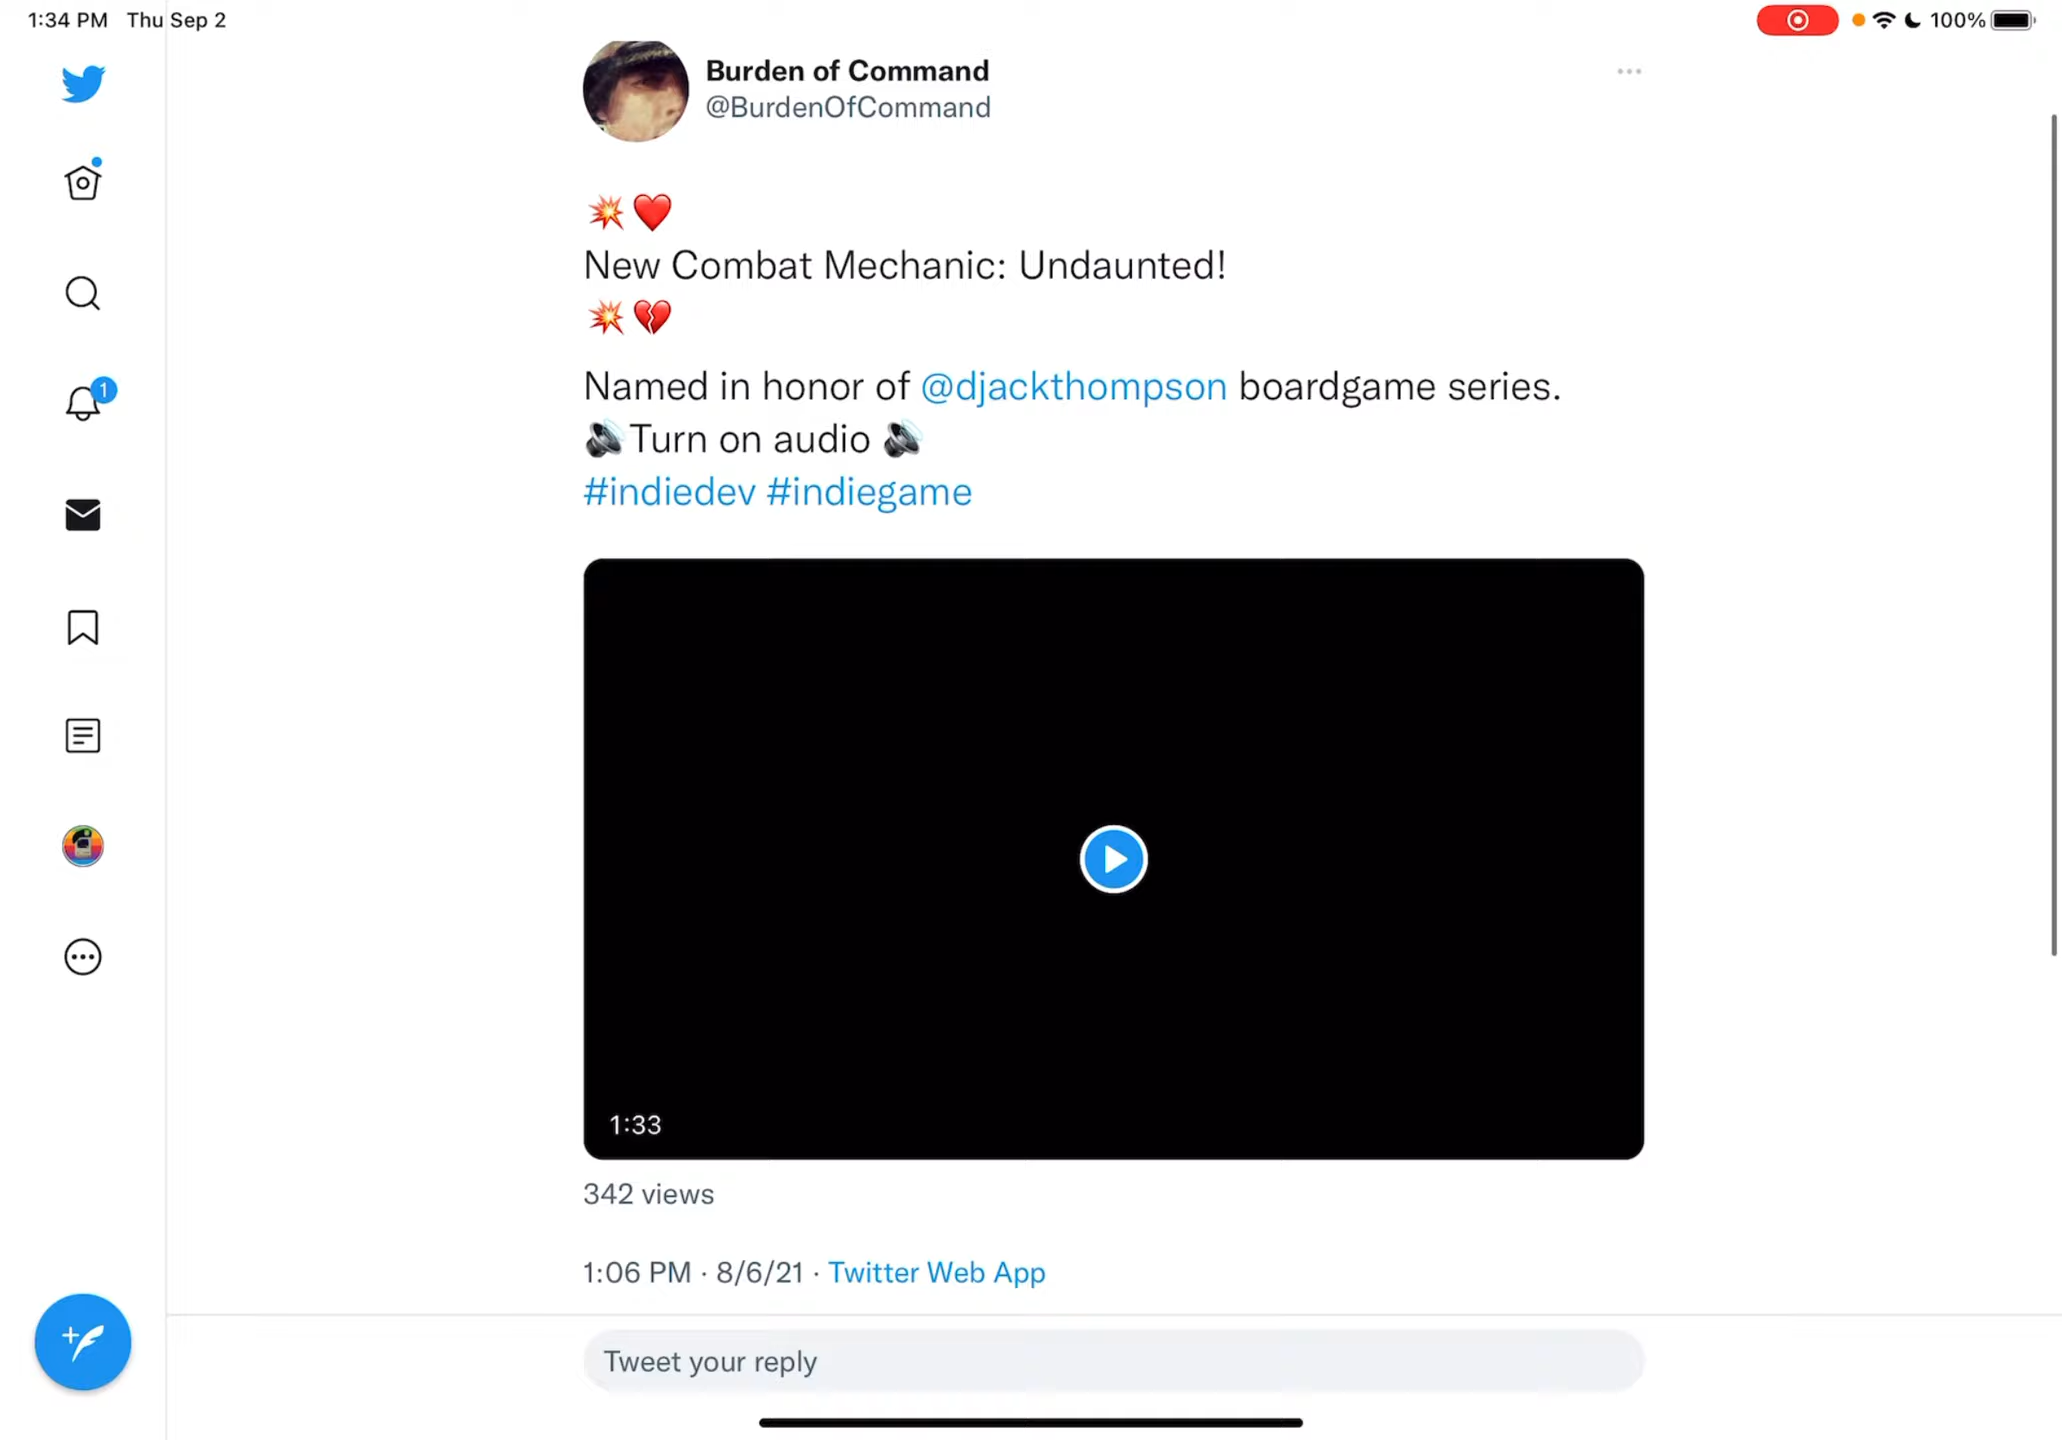 1:34 PM Thu Sep 2
100%
Burden of Command
@BurdenOfCommand
💥❤️
New Combat Mechanic: Undaunted!
💥💔
Named in honor of @djackthompson boardgame series.
🔊Turn on audio 🔊
#indiedev #indiegame
1
1:33
342 views
1:06 PM · 8/6/21 · Twitter Web App
Tweet your reply